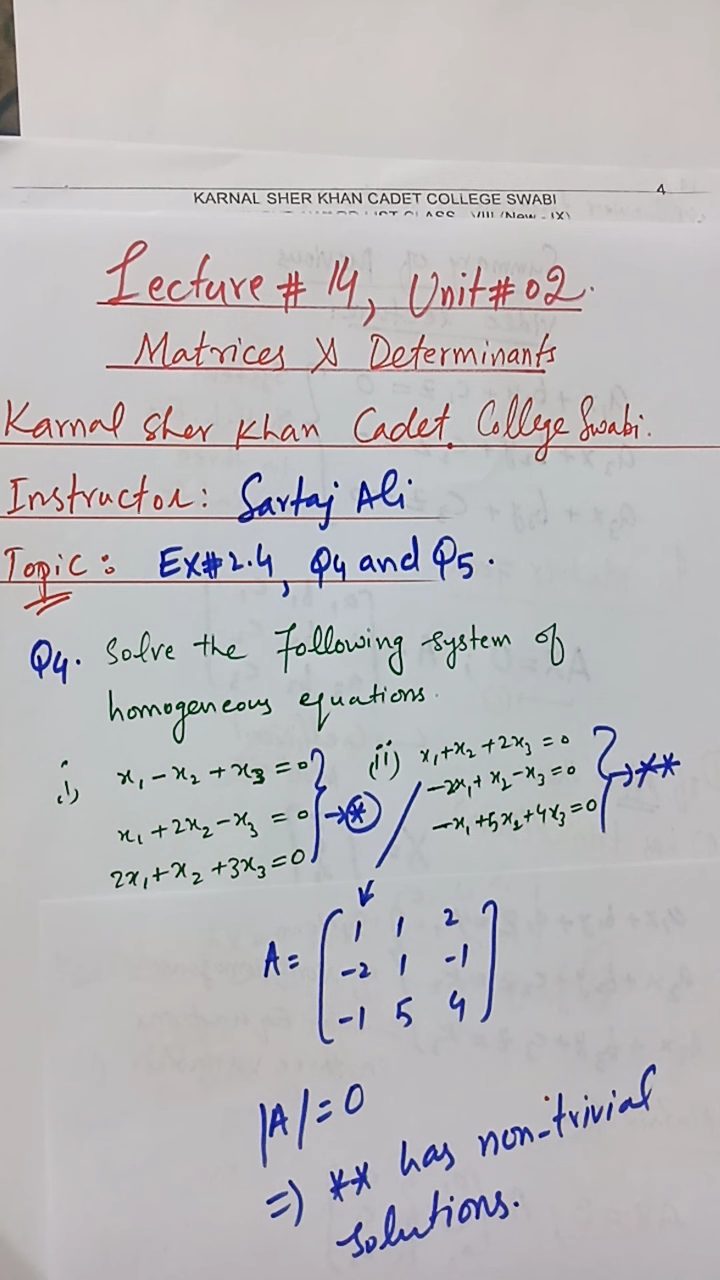 4
KARNAL SHER KHAN CADET COLLEGE SWABI
Lecture # 14, Unit # 02.
Matrices & Determinants
Karnal Sher Khan Cadet College Swabi.
Instructor: Sartaj Ali
Topic: EX#2.4, Q4 and Q5.
Q4. Solve the following system of
homogeneous equations.
i) x₁ - x₂ + x₃ = 0
x₁ + 2x₂ - x₃ = 0 → *
2x₁ + x₂ + 3x₃ = 0
(ii) x₁ + x₂ + 2x₃ = 0
-2x₁ + x₂ - x₃ = 0 → **
-x₁ + 5x₂ + 4x₃ = 0
A = [1 1 2
-2 1 -1
-1 5 4]
|A| = 0
⇒ ** has non-trivial
solutions.